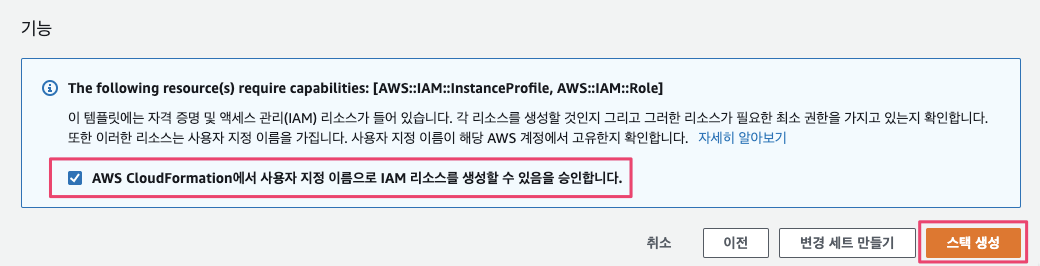 기능
The following resource(s) require capabilities: [AWS::IAM::InstanceProfile, AWS::IAM::Role]
이 템플릿에는 자격 증명 및 액세스 관리(IAM) 리소스가 들어 있습니다. 각 리소스를 생성할 것인지 그리고 그러한 리소스가 필요한 최소 권한을 가지고 있는지 확인합니다.
또한 이러한 리소스는 사용자 지정 이름을 가집니다. 사용자 지정 이름이 해당 AWS 계정에서 고유한지 확인합니다. 자세히 알아보기
AWS CloudFormation에서 사용자 지정 이름으로 IAM 리소스를 생성할 수 있음을 승인합니다.
취소 이전 변경 세트 만들기 스택 생성